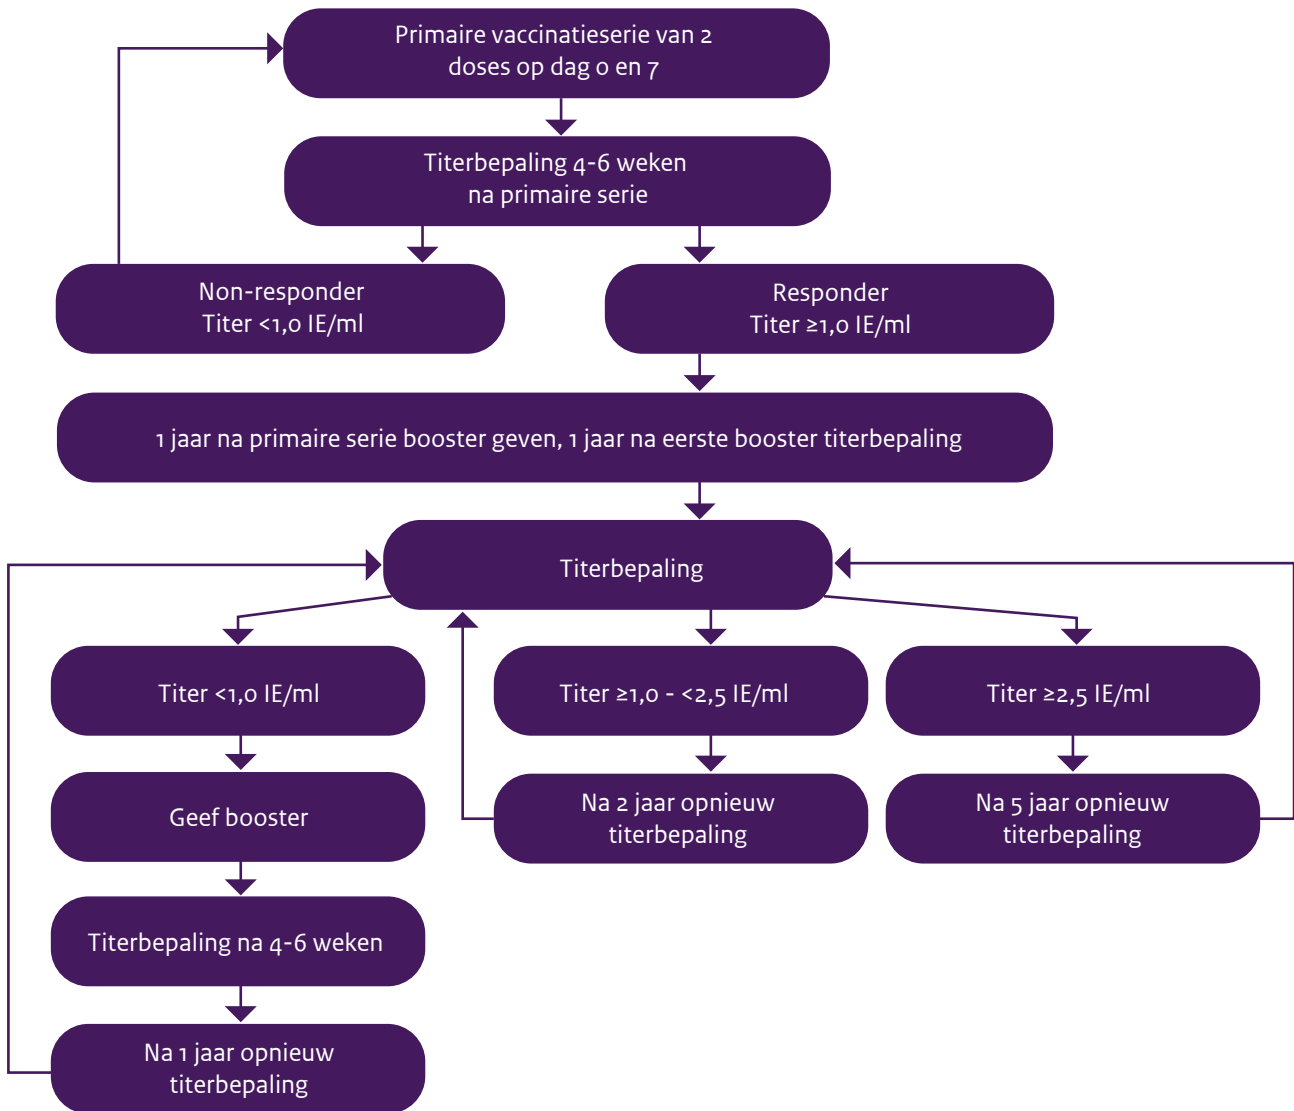 Primaire vaccinatieserie van 2
doses op dag 0 en 7
Titerbepaling 4-6 weken
na primaire serie
Non-responder
Titer <1,0 IE/ml
Responder
Titer ≥1,0 IE/ml
1 jaar na primaire serie booster geven, 1 jaar na eerste booster titerbepaling
Titerbepaling
Titer <1,0 IE/ml
Titer ≥1,0 - <2,5 IE/ml
Titer ≥2,5 IE/ml
Geef booster
Na 2 jaar opnieuw
titerbepaling
Na 5 jaar opnieuw
titerbepaling
Titerbepaling na 4-6 weken
Na 1 jaar opnieuw
titerbepaling